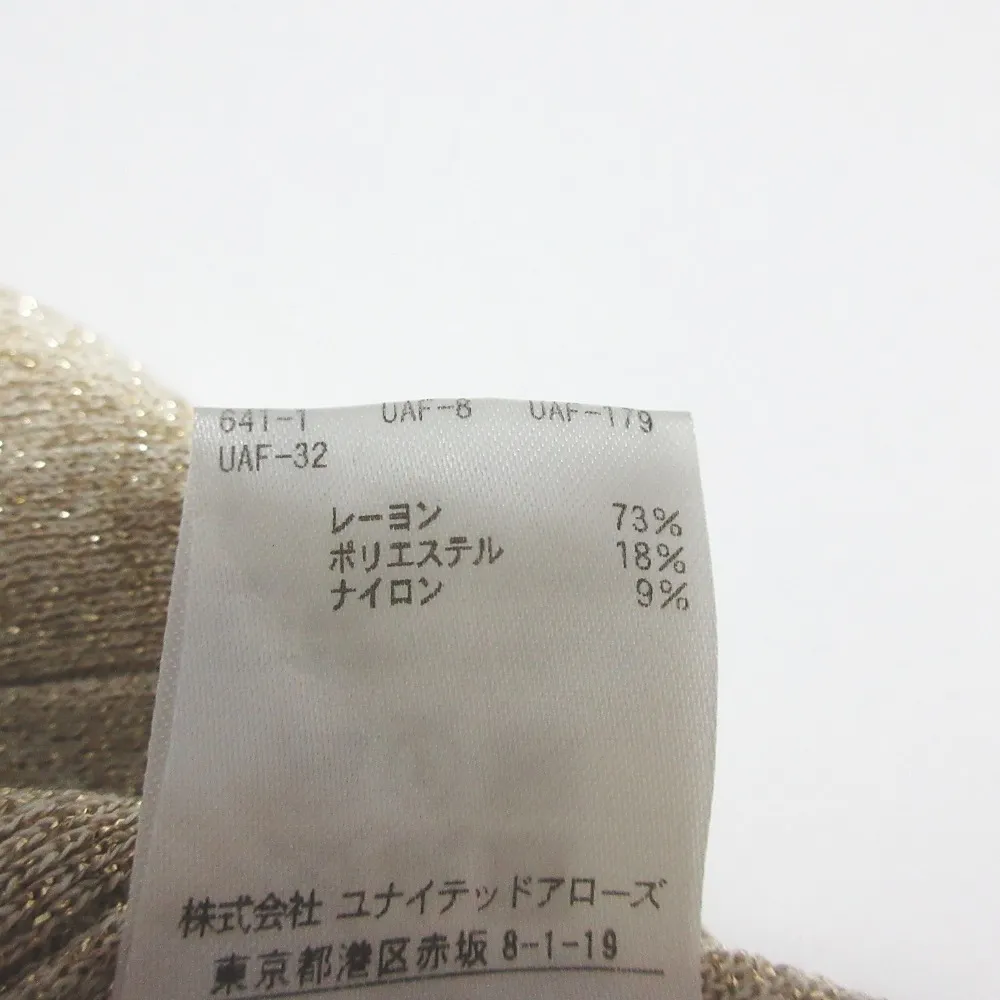 641-1 UAF-8 UAF-179
UAF-32
レーヨン 73%
ポリエステル 18%
ナイロン 9%
株式会社 ユナイテッドアローズ
東京都港区赤坂 8-1-19